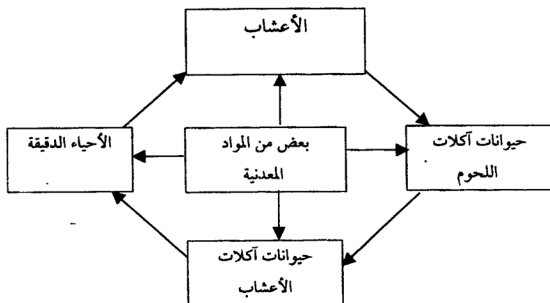 الأعشاب
حيوانات آكلات
اللحوم
بعض من المواد
المعدنية
الأحياء الدقيقة
حيوانات آكلات
الأعشاب